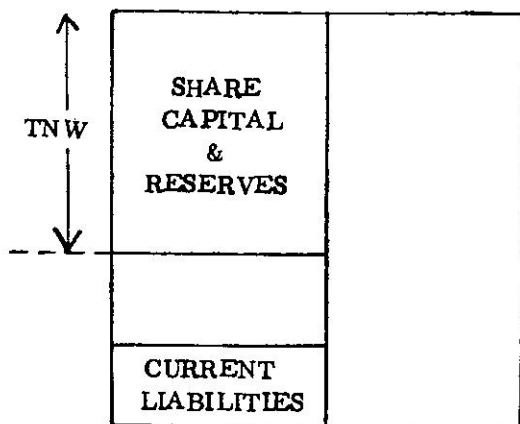 TNW
SHARE
CAPITAL
&
RESERVES
CURRENT
LIABILITIES